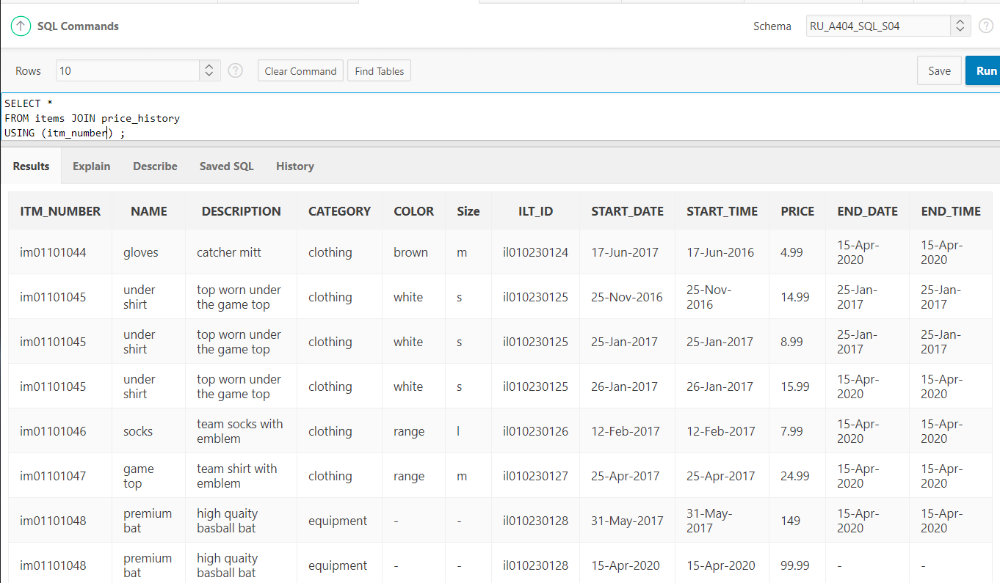 SQL Commands
Schema
RU_A404_SQL_S04
Rows
10
Clear Command
Find Tables
Save
Run
SELECT *
FROM items JOIN price_history
USING (itm_number) ;
Results Explain Describe Saved SQL History
ITM_NUMBER NAME DESCRIPTION CATEGORY COLOR Size ILT_ID START_DATE START_TIME PRICE END_DATE END_TIME
im01101044 gloves catcher mitt clothing brown m il010230124 17-Jun-2017 17-Jun-2016 4.99 15-Apr-2020 15-Apr-2020
im01101045 under shirt top worn under the game top clothing white s il010230125 25-Nov-2016 25-Nov-2016 14.99 25-Jan-2017 25-Jan-2017
im01101045 under shirt top worn under the game top clothing white s il010230125 25-Jan-2017 25-Jan-2017 8.99 25-Jan-2017 25-Jan-2017
im01101045 under shirt top worn under the game top clothing white s il010230125 26-Jan-2017 26-Jan-2017 15.99 15-Apr-2020 15-Apr-2020
im01101046 socks team socks with emblem clothing range l il010230126 12-Feb-2017 12-Feb-2017 7.99 15-Apr-2020 15-Apr-2020
im01101047 game top team shirt with emblem clothing range m il010230127 25-Apr-2017 25-Apr-2017 24.99 15-Apr-2020 15-Apr-2020
im01101048 premium bat high quaity basball bat equipment - - il010230128 31-May-2017 31-May-2017 149 15-Apr-2020 15-Apr-2020
im01101048 premium bat high quaity basball bat equipment - - il010230128 15-Apr-2020 15-Apr-2020 99.99 - -